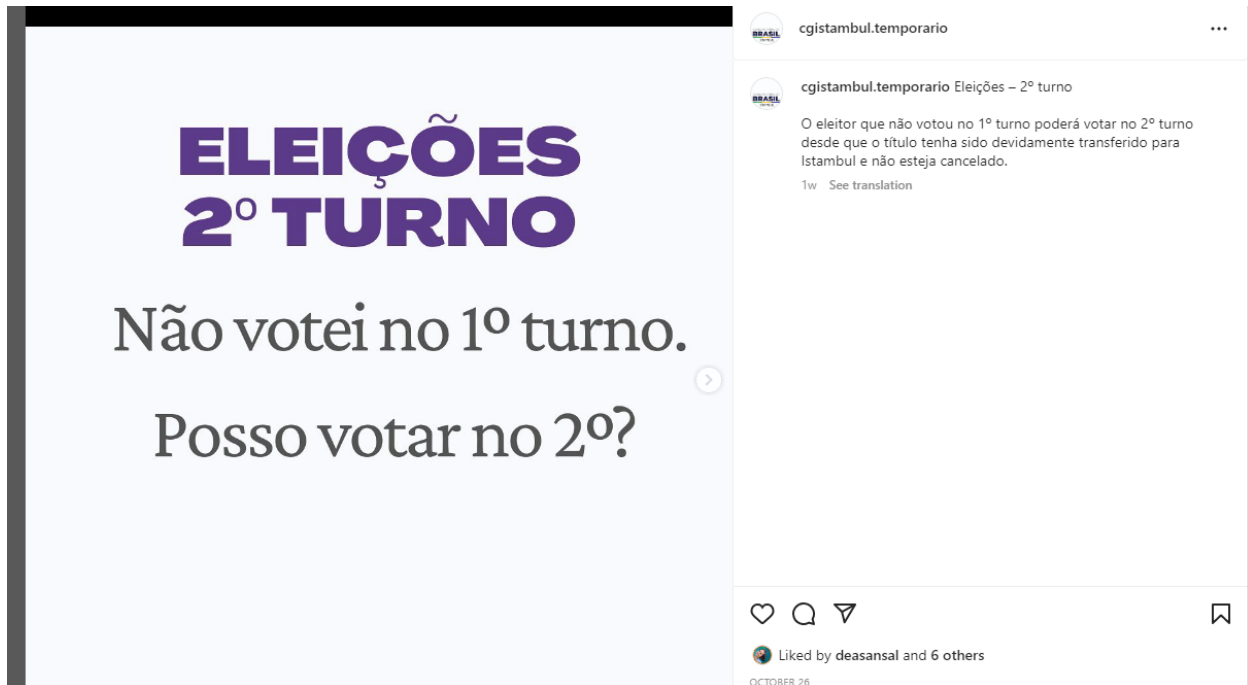 ELEIÇÕES
2º TURNO
Não votei no 1º turno.
Posso votar no 2º?
BRASIL
cgistambul.temporario
BRASIL
cgistambul.temporario Eleições – 2º turno
O eleitor que não votou no 1º turno poderá votar no 2º turno
desde que o título tenha sido devidamente transferido para
Istambul e não esteja cancelado.
1w See translation
Liked by deasansal and 6 others
OCTOBER 26